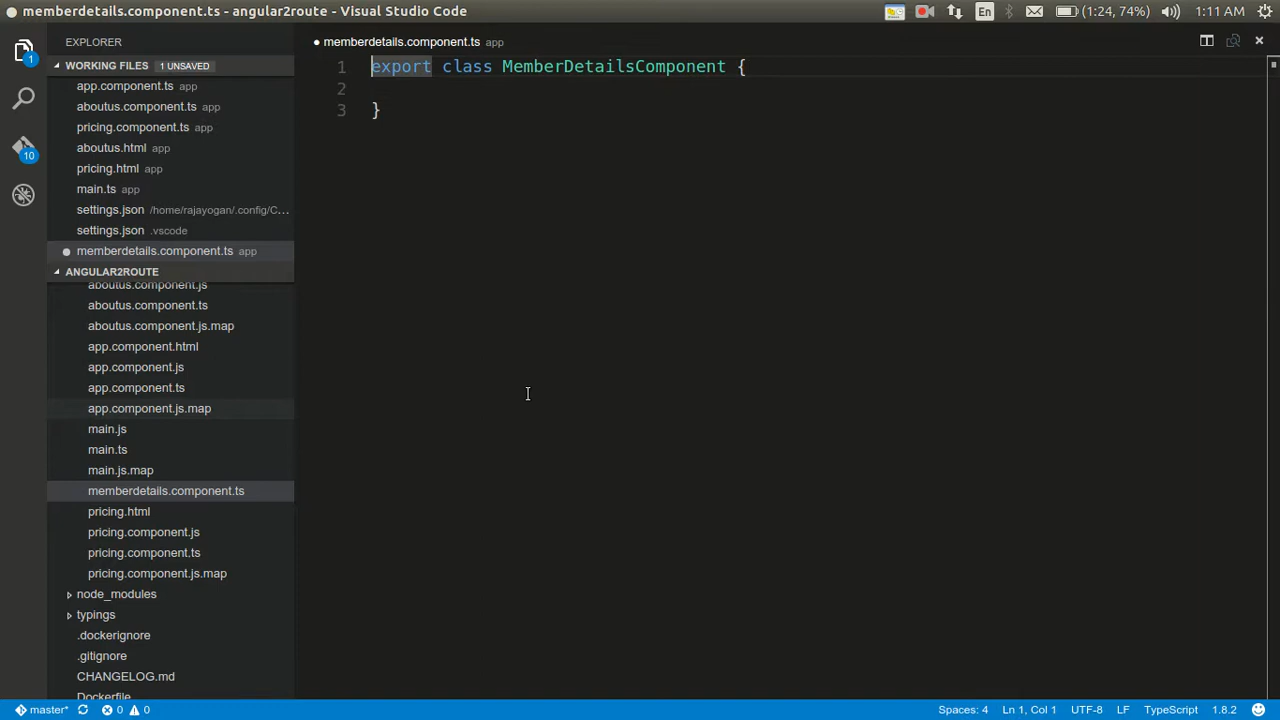 memberdetails.component.ts - angular2route - Visual Studio Code
En
(1:24, 74%)
1:11 AM
EXPLORER
WORKING FILES 1 UNSAVED
app.component.ts app
aboutus.component.ts app
pricing.component.ts app
aboutus.html app
pricing.html app
main.ts app
settings.json /home/rajayogan/.config/C...
settings.json .vscode
memberdetails.component.ts app
ANGULAR2ROUTE
aboutus.component.js
aboutus.component.ts
aboutus.component.js.map
app.component.html
app.component.js
app.component.ts
app.component.js.map
main.js
main.ts
main.js.map
memberdetails.component.ts
pricing.html
pricing.component.js
pricing.component.ts
pricing.component.js.map
node_modules
typings
.dockerignore
.gitignore
CHANGELOG.md
Dockerfile
1
10
memberdetails.component.ts app
1 export class MemberDetailsComponent {
2
3 }
master* 0 0
Spaces: 4 Ln 1, Col 1 UTF-8 LF TypeScript 1.8.2